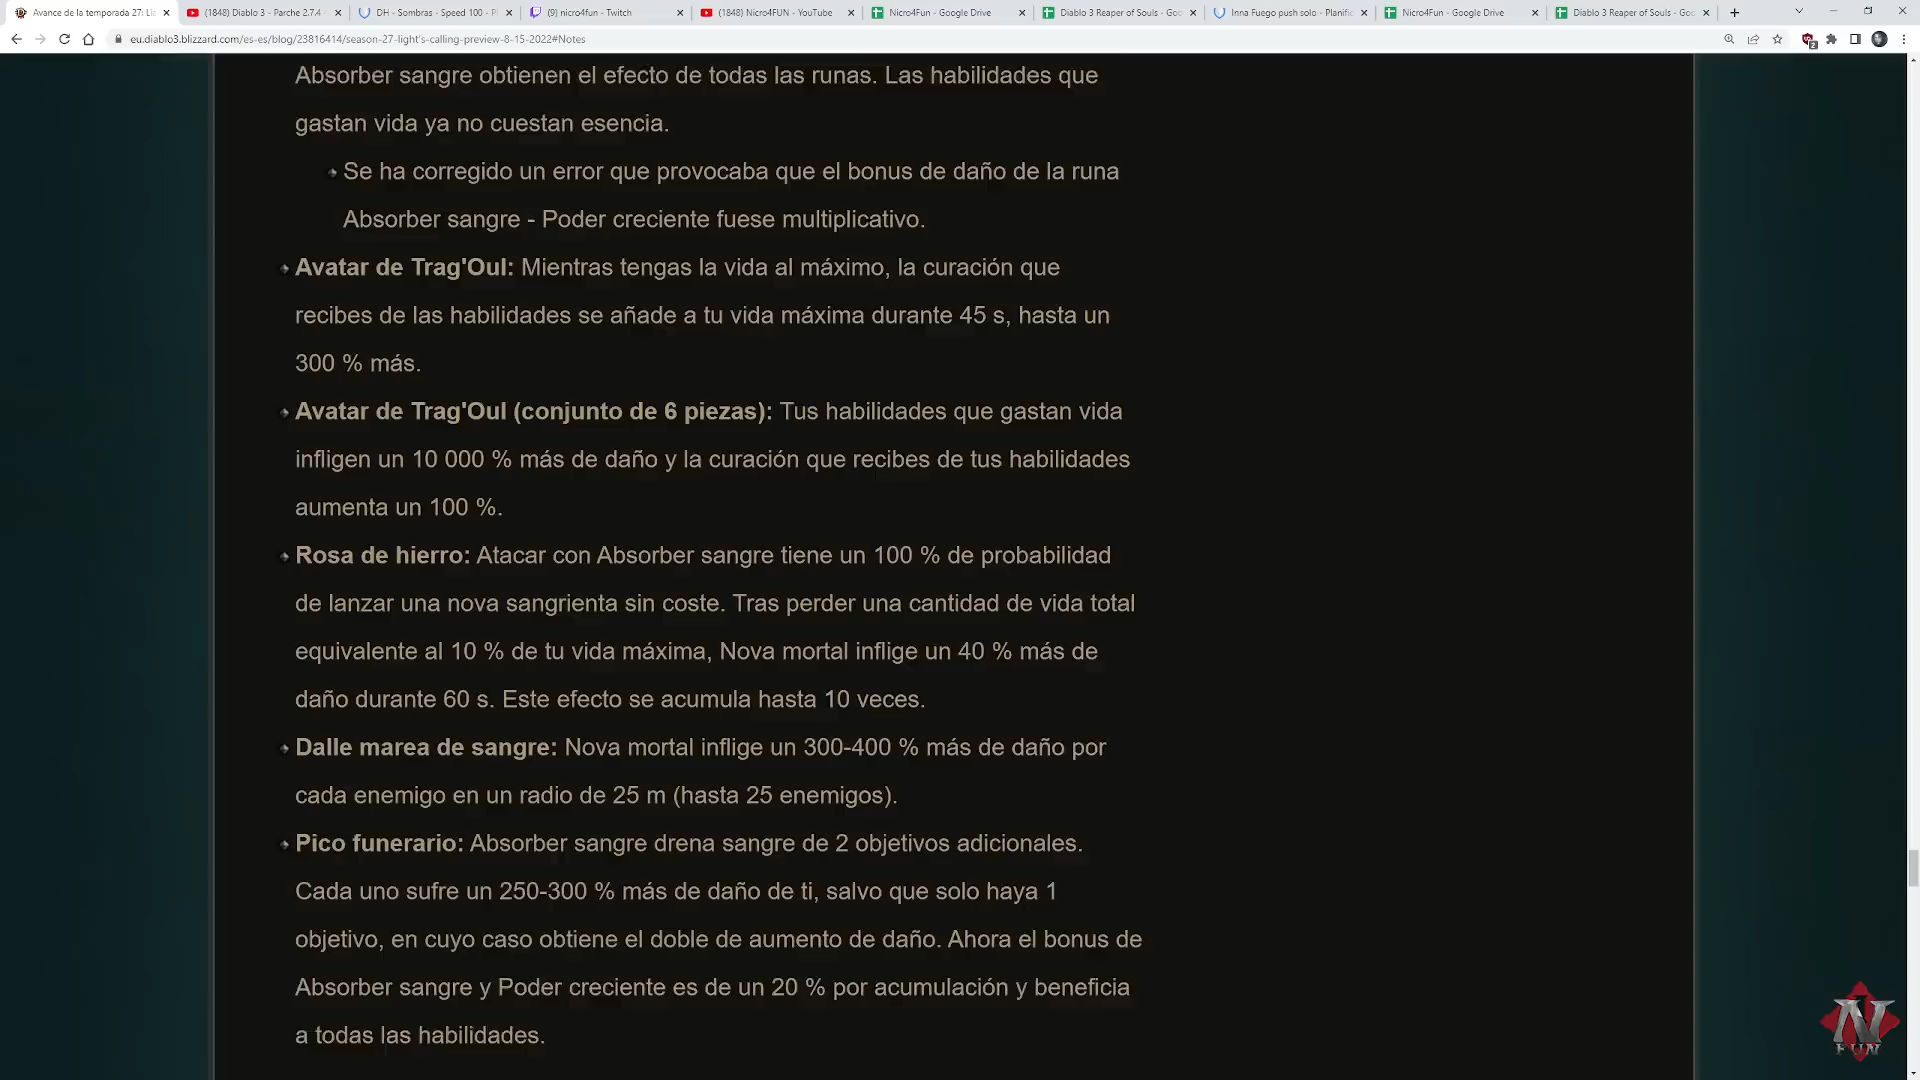 Avance de la temporada 27: Ll
(1848) Diablo 3 - Parche 2.7.4 -
DH - Sombras - Speed 100 - Pl
(9) nicro4fun - Twitch
(1848) Nicro4FUN - YouTube
Nicro4Fun - Google Drive
Diablo 3 Reaper of Souls - Goo
Inna Fuego push solo - Planific
Nicro4Fun - Google Drive
Diablo 3 Reaper of Souls - Goo
eu.diablo3.blizzard.com/es-es/blog/23816414/season-27-light's-calling-preview-8-15-2022#Notes
2
Absorber sangre obtienen el efecto de todas las runas. Las habilidades que
gastan vida ya no cuestan esencia.
Se ha corregido un error que provocaba que el bonus de daño de la runa
Absorber sangre - Poder creciente fuese multiplicativo.
Avatar de Trag'Oul: Mientras tengas la vida al máximo, la curación que
recibes de las habilidades se añade a tu vida máxima durante 45 s, hasta un
300 % más.
Avatar de Trag'Oul (conjunto de 6 piezas): Tus habilidades que gastan vida
infligen un 10 000 % más de daño y la curación que recibes de tus habilidades
aumenta un 100 %.
Rosa de hierro: Atacar con Absorber sangre tiene un 100 % de probabilidad
de lanzar una nova sangrienta sin coste. Tras perder una cantidad de vida total
equivalente al 10 % de tu vida máxima, Nova mortal inflige un 40 % más de
daño durante 60 s. Este efecto se acumula hasta 10 veces.
Dalle marea de sangre: Nova mortal inflige un 300-400 % más de daño por
cada enemigo en un radio de 25 m (hasta 25 enemigos).
Pico funerario: Absorber sangre drena sangre de 2 objetivos adicionales.
Cada uno sufre un 250-300 % más de daño de ti, salvo que solo haya 1
objetivo, en cuyo caso obtiene el doble de aumento de daño. Ahora el bonus de
Absorber sangre y Poder creciente es de un 20 % por acumulación y beneficia
a todas las habilidades.
N
FUN